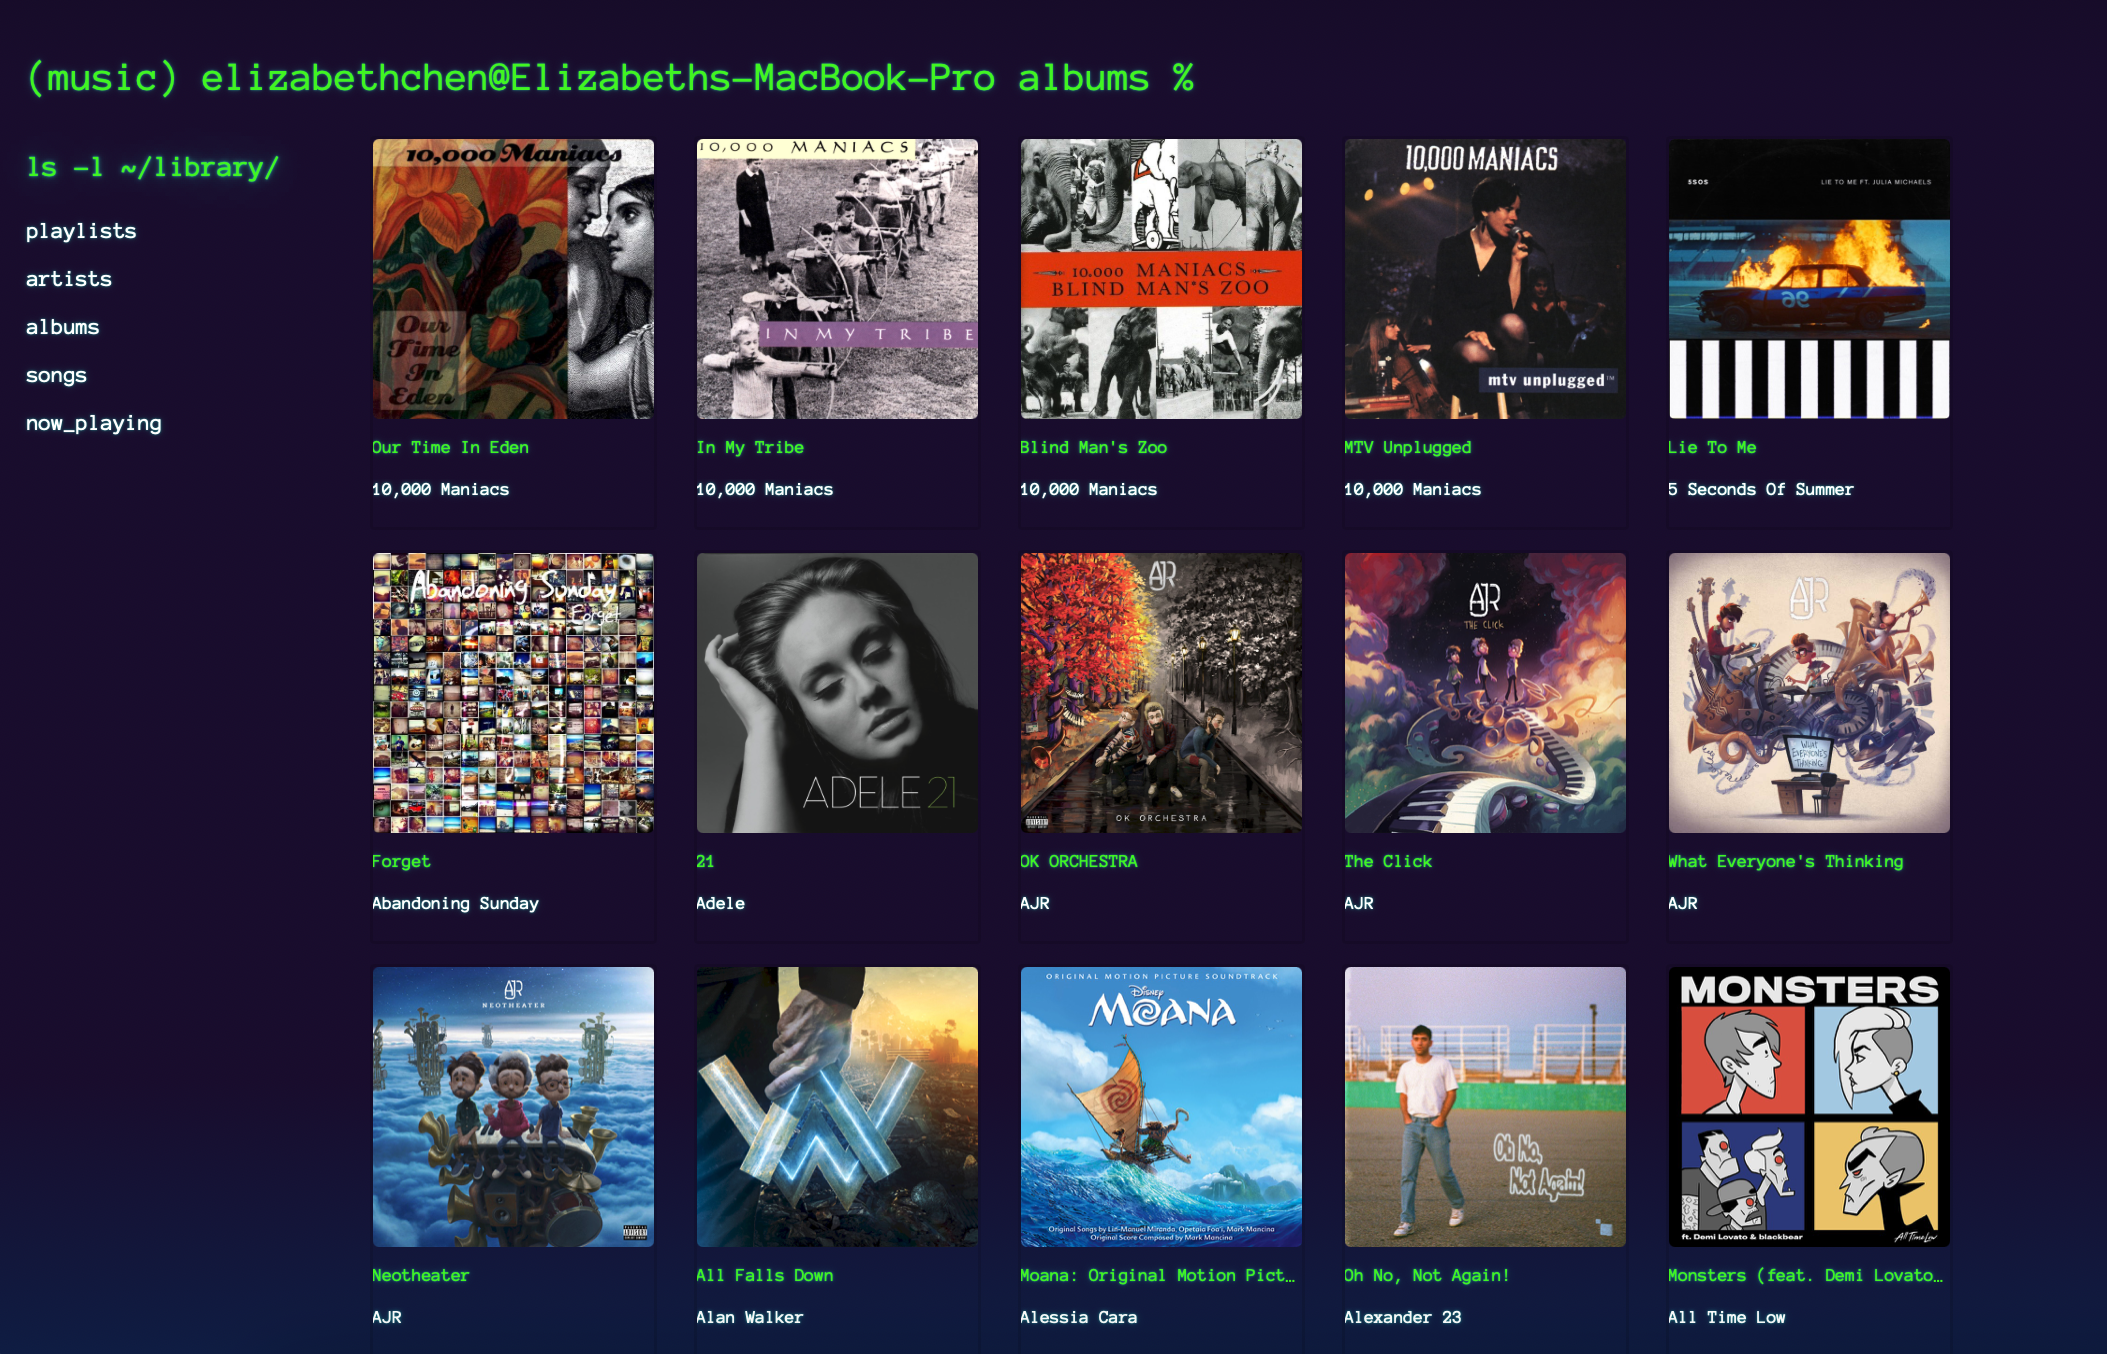 (music) elizabethchen@Elizabeths-MacBook-Pro albums %
ls -l ~/library/
playlists
artists
albums
songs
now_playing
10,000 Maniacs
Our
Time
In
Eden
Our Time In Eden
10,000 Maniacs
10,000 MANIACS
IN MY TRIBE
In My Tribe
10,000 Maniacs
10.000 MANIACS
BLIND MAN'S ZOO
Blind Man's Zoo
10,000 Maniacs
10,000 MANIACS
mtv unplugged™
MTV Unplugged
10,000 Maniacs
5SOS
LIE TO ME FT. JULIA MICHAELS
Lie To Me
5 Seconds Of Summer
Abandoning Sunday
Forget
Forget
Abandoning Sunday
ADELE 21
21
Adele
AJR
OK ORCHESTRA
OK ORCHESTRA
AJR
AJR
THE CLICK
The Click
AJR
AJR
WHAT
EVERYONE'S
THINKING
What Everyone's Thinking
AJR
AJR
NEOTHEATER
Neotheater
AJR
All Falls Down
Alan Walker
ORIGINAL MOTION PICTURE SOUNDTRACK
Disney
MOANA
Original Songs by Lin-Manuel Miranda, Opetaia Foa'i, Mark Mancina
Original Score Composed by Mark Mancina
Moana: Original Motion Pict…
Alessia Cara
Oh No,
Not Again!
Oh No, Not Again!
Alexander 23
MONSTERS
ft. Demi Lovato & blackbear
All Time Low
Monsters (feat. Demi Lovato…
All Time Low